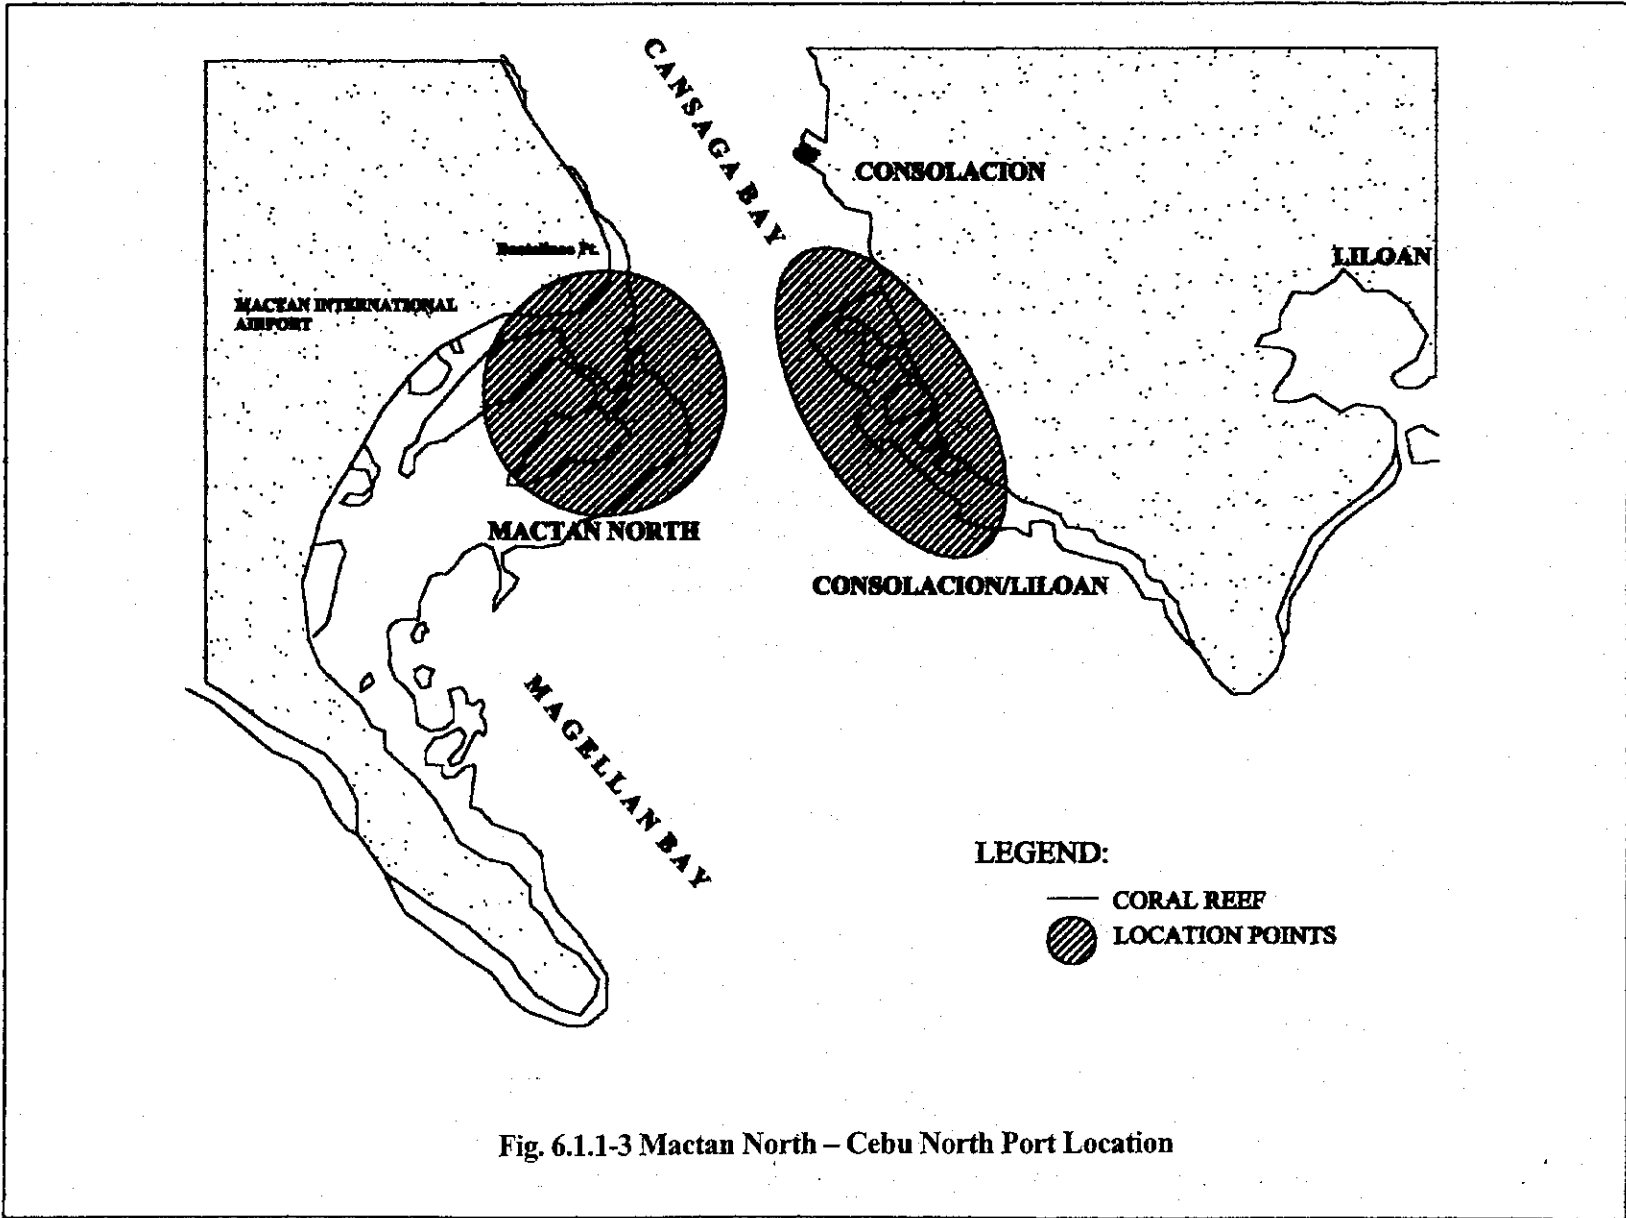 CANSAGA BAY
CONSOLACION
LILOAN
Pt.
MACTAN INTERNATIONAL
AIRPORT
MACTAN NORTH
CONSOLACION/LILOAN
MAGELLAN BAY
LEGEND:
CORAL REEF
LOCATION POINTS
Fig. 6.1.1-3 Mactan North – Cebu North Port Location